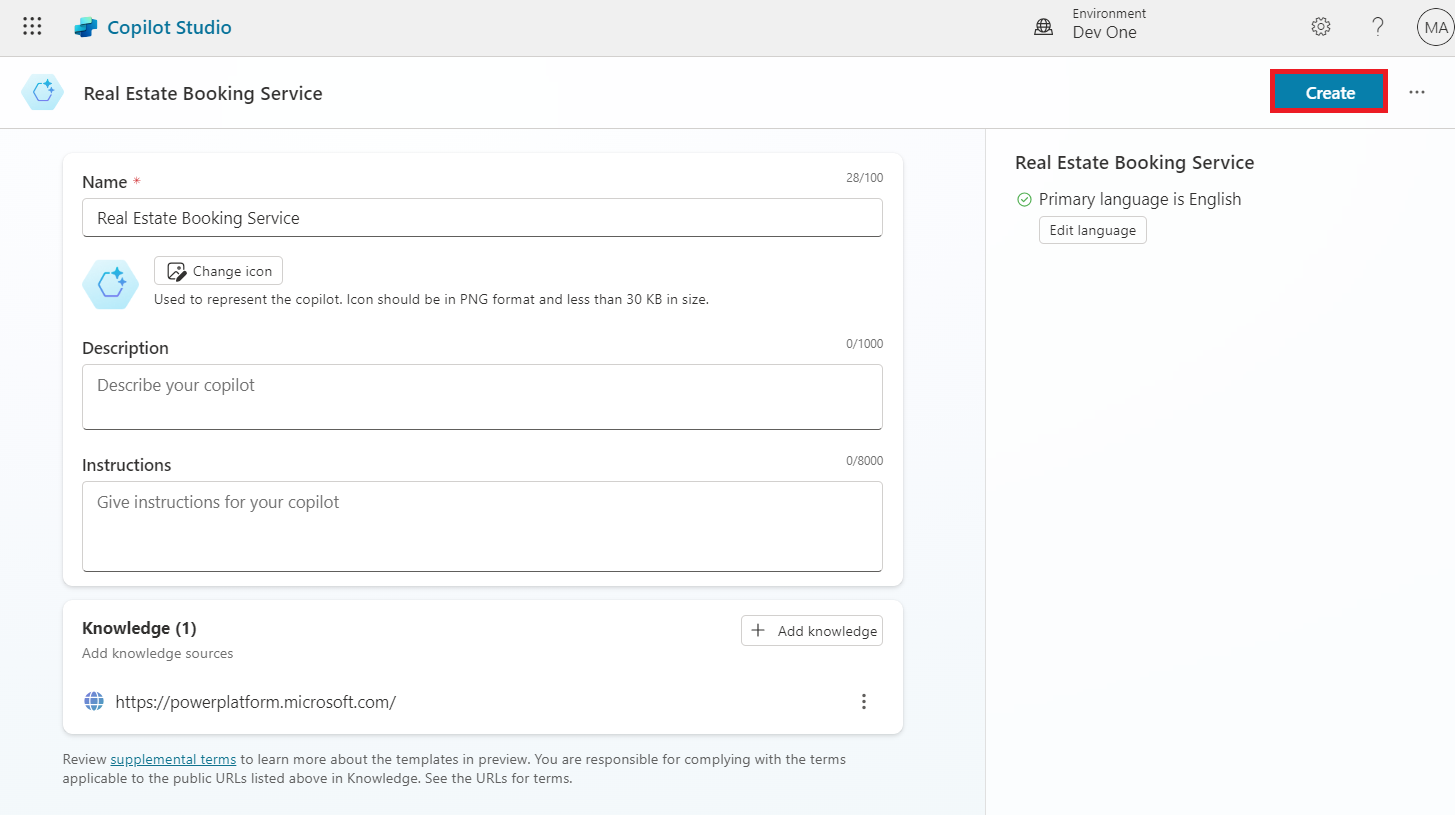 Copilot Studio
Environment
Dev One
MA
Real Estate Booking Service
Create
Name *
28/100
Real Estate Booking Service
Change icon
Used to represent the copilot. Icon should be in PNG format and less than 30 KB in size.
Description
0/1000
Describe your copilot
Instructions
0/8000
Give instructions for your copilot
Knowledge (1)
Add knowledge sources
Add knowledge
https://powerplatform.microsoft.com/
Review supplemental terms to learn more about the templates in preview. You are responsible for complying with the terms
applicable to the public URLs listed above in Knowledge. See the URLs for terms.
Real Estate Booking Service
Primary language is English
Edit language